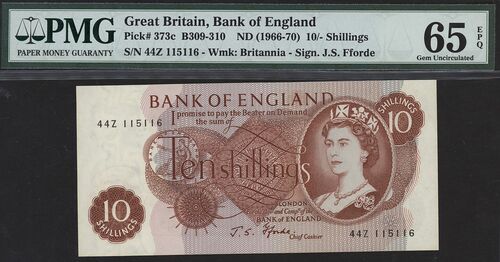 PMG
PAPER MONEY GUARANTY
Great Britain, Bank of England
Pick# 373c B309-310 ND (1966-70) 10/- Shillings
S/N 44Z 115116 - Wmk: Britannia - Sign. J.S. Fforde
65 EPQ
Gem Uncirculated
BANK OF ENGLAND
44Z 115116
I promise to pay the Bearer on Demand
the sum of
Ten shillings
10
SHILLINGS
LONDON
For the Govr. and Compa. of the
BANK OF ENGLAND
J. S. Fforde
Chief Cashier
10
SHILLINGS
44Z 115116